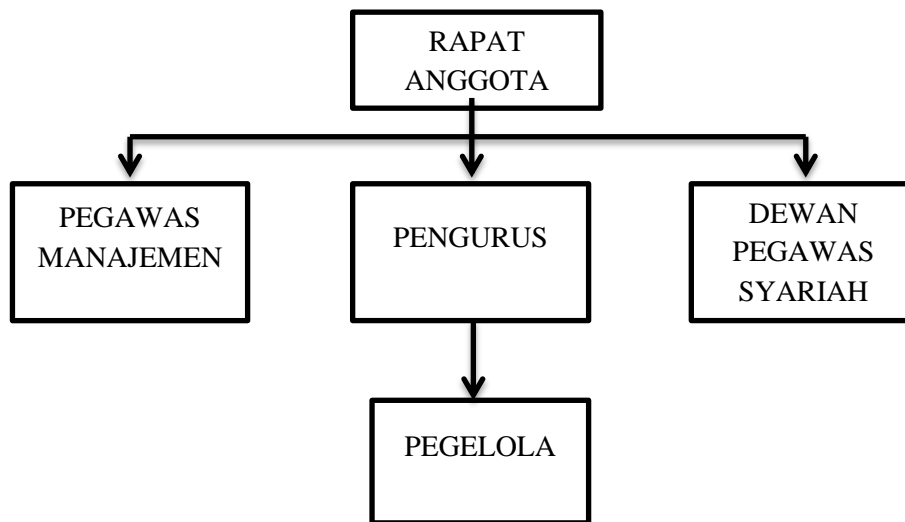 RAPAT
ANGGOTA
PEGAWAS
MANAJEMEN
PENGURUS
DEWAN
PEGAWAS
SYARIAH
PEGELOLA